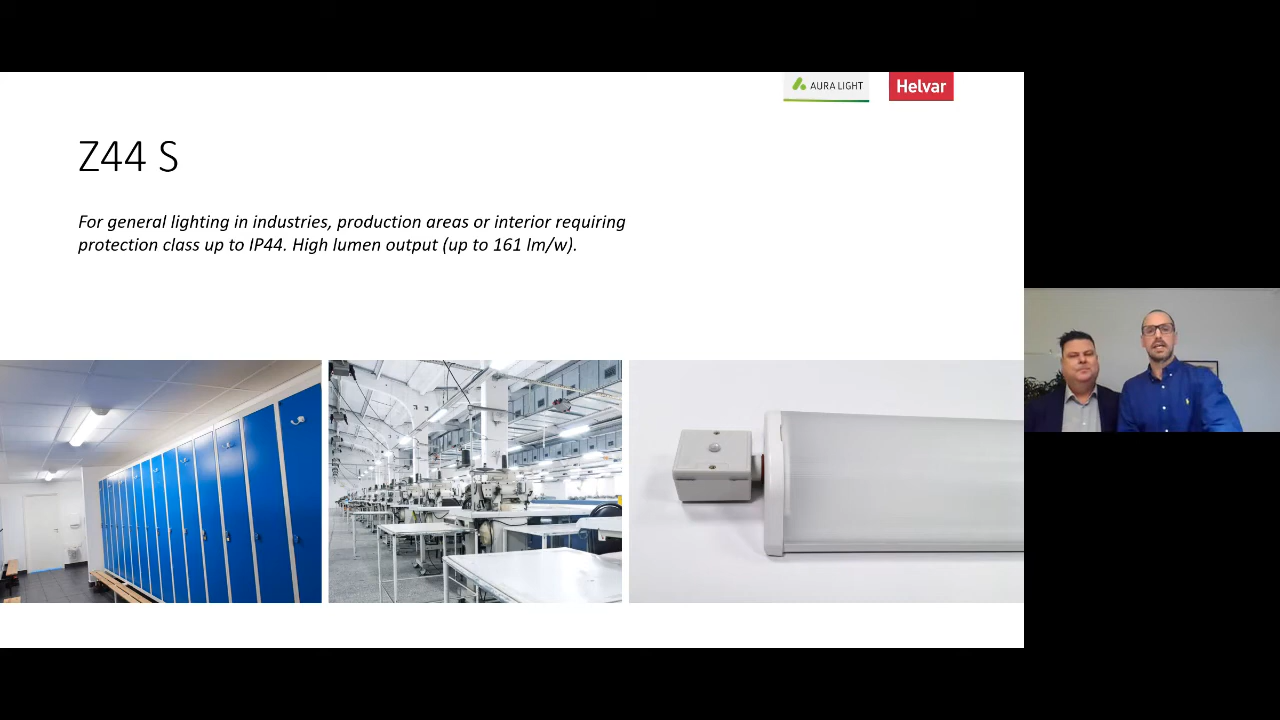 AURA LIGHT
Helvar
Z44 S
For general lighting in industries, production areas or interior requiring
protection class up to IP44. High lumen output (up to 161 lm/w).